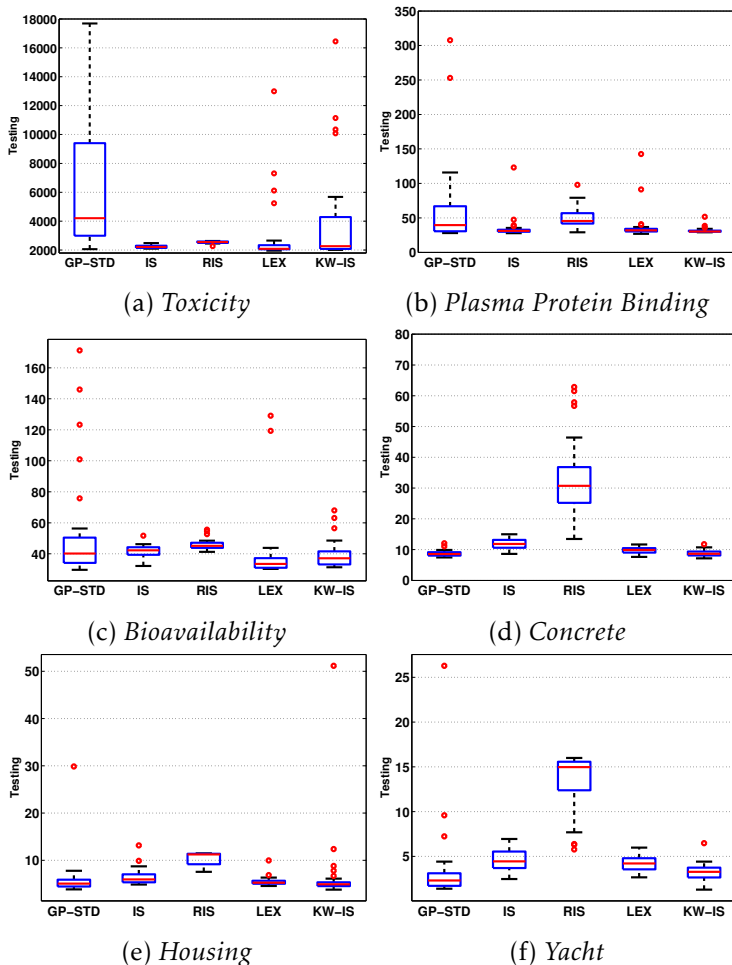 18000
16000
14000
12000
10000
8000
6000
4000
2000
Testing
GP-STD IS RIS LEX KW-IS
(a) Toxicity
350
300
250
200
150
100
50
0
Testing
GP-STD IS RIS LEX KW-IS
(b) Plasma Protein Binding
160
140
120
100
80
60
40
Testing
GP-STD IS RIS LEX KW-IS
(c) Bioavailability
80
70
60
50
40
30
20
10
0
Testing
GP-STD IS RIS LEX KW-IS
(d) Concrete
50
40
30
20
10
Testing
GP-STD IS RIS LEX KW-IS
(e) Housing
25
20
15
10
5
Testing
GP-STD IS RIS LEX KW-IS
(f) Yacht